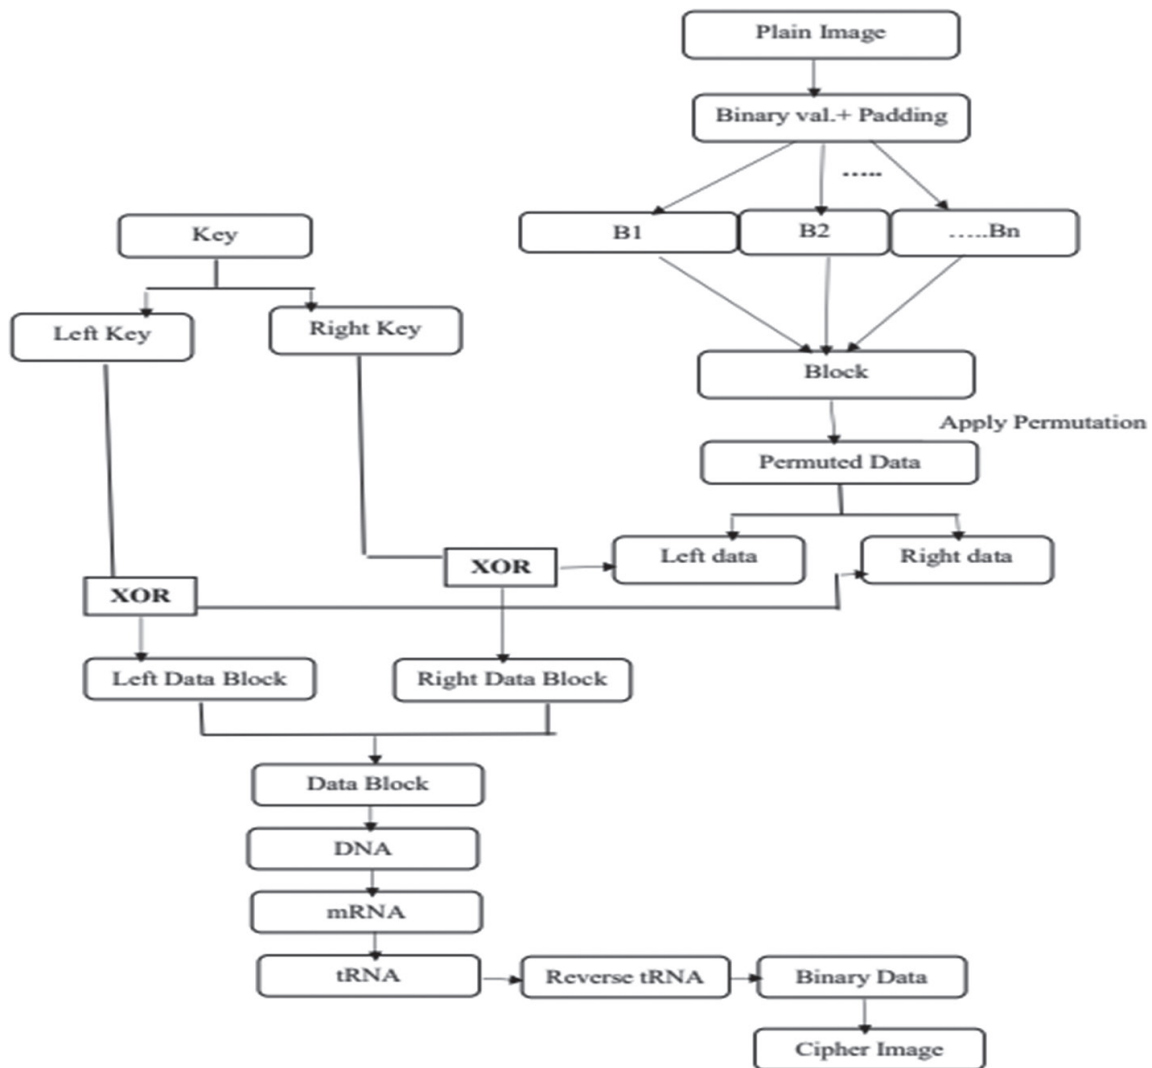 Plain Image
Binary val.+ Padding
.....
B1
B2
.....Bn
Key
Left Key
Right Key
Block
Apply Permutation
Permuted Data
Left data
Right data
XOR
XOR
Left Data Block
Right Data Block
Data Block
DNA
mRNA
tRNA
Reverse tRNA
Binary Data
Cipher Image